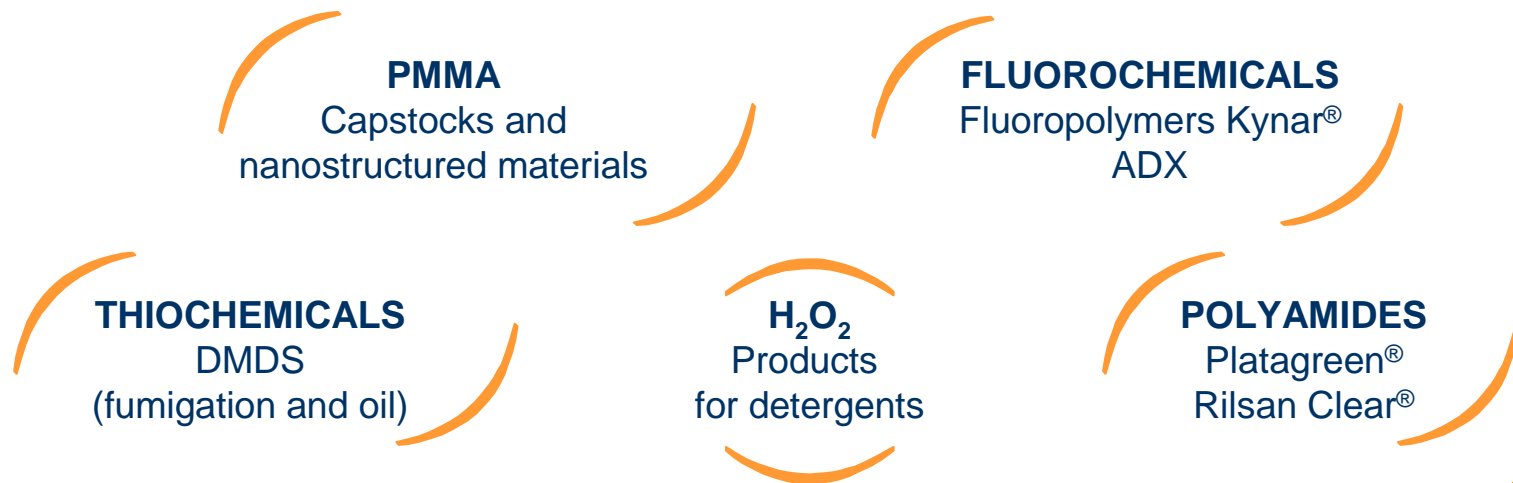 PMMA
Capstocks and
nanostructured materials
FLUOROCHEMICALS
Fluoropolymers Kynar®
ADX
THIOCHEMICALS
DMDS
(fumigation and oil)
H₂O₂
Products
for detergents
POLYAMIDES
Platagreen®
Rilsan Clear®